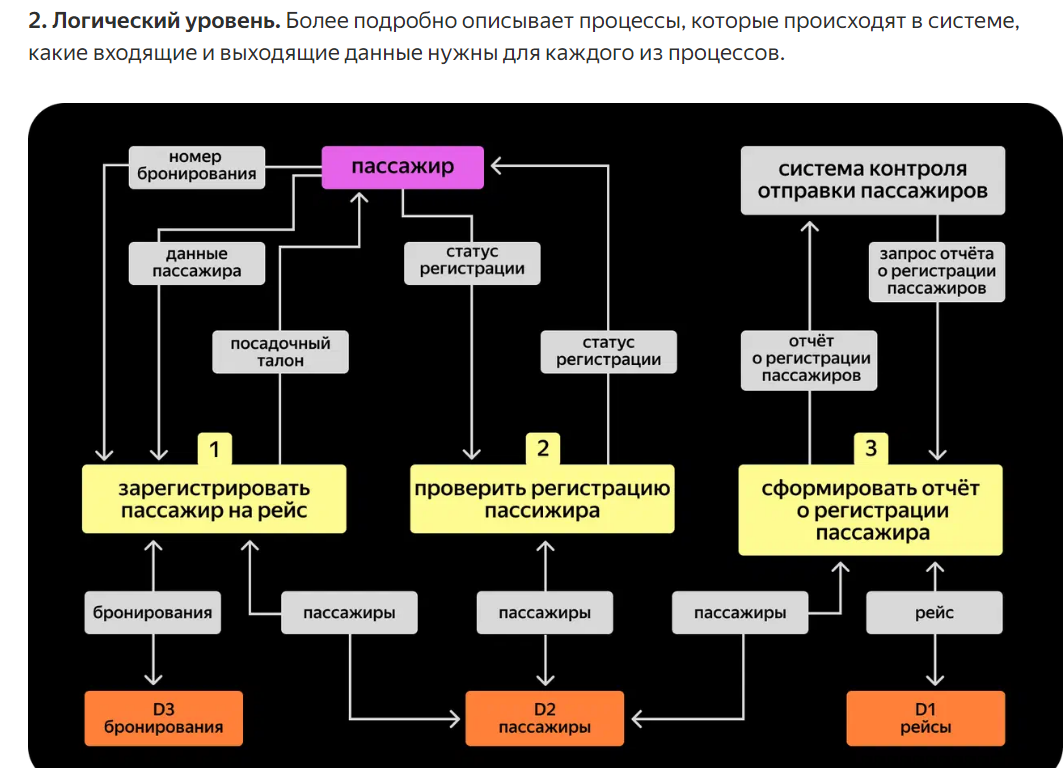 2. Логический уровень. Более подробно описывает процессы, которые происходят в системе,
какие входящие и выходящие данные нужны для каждого из процессов.
номер
бронирования
пассажир
система контроля
отправки пассажиров
данные
пассажира
статус
регистрации
запрос отчёта
о регистрации
пассажиров
посадочный
талон
статус
регистрации
отчёт
о регистрации
пассажиров
1
2
3
зарегистрировать
пассажир на рейс
проверить регистрацию
пассижира
сформировать отчёт
о регистрации
пассажира
бронирования
пассажиры
пассажиры
пассажиры
рейс
D3
бронирования
D2
пассажиры
D1
рейсы